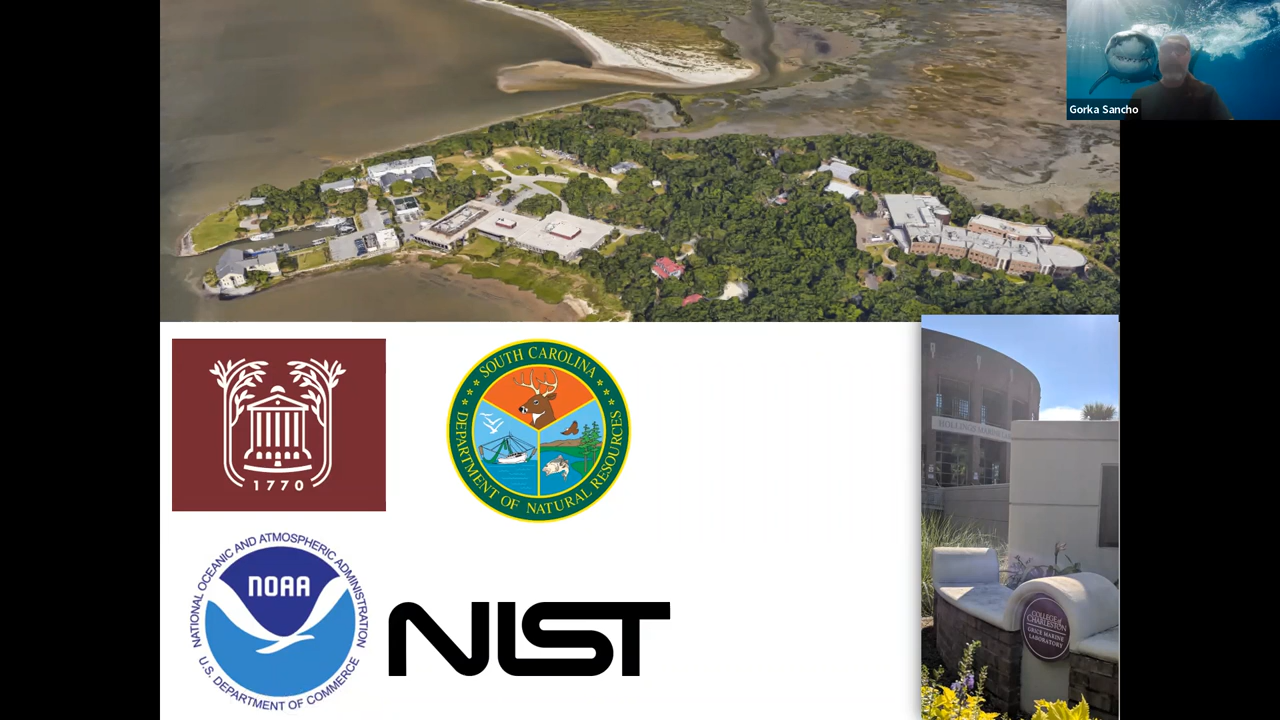 Gorka Sancho
1770
SOUTH CAROLINA
DEPARTMENT OF NATURAL RESOURCES
NATIONAL OCEANIC AND ATMOSPHERIC ADMINISTRATION
NOAA
U.S. DEPARTMENT OF COMMERCE
NIST
HOLLINGS MARINE LA
COLLEGE of
CHARLESTON
GRICE MARINE
LABORATORY